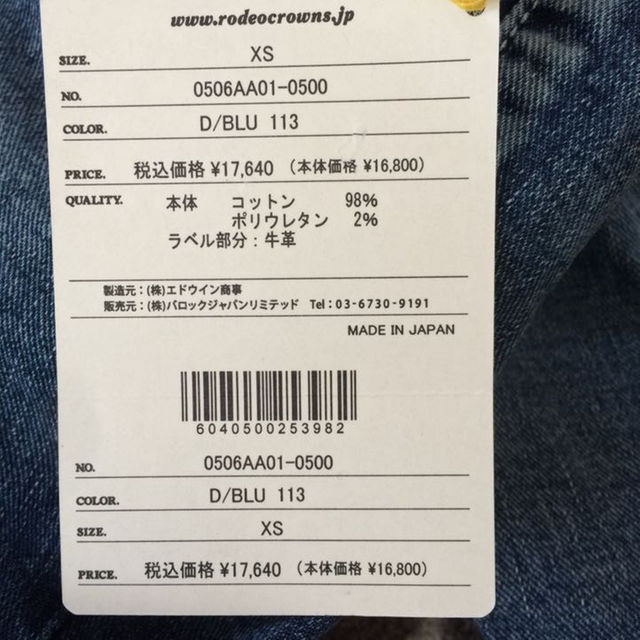 www.rodeocrowns.jp
SIZE. XS
NO. 0506AA01-0500
COLOR. D/BLU 113
PRICE. 税込価格 ¥17,640 (本体価格 ¥16,800)
QUALITY. 本体 コットン 98%
ポリウレタン 2%
ラベル部分:牛革
製造元:(株)エドウイン商事
販売元:(株)バロックジャパンリミテッド Tel:03-6730-9191
MADE IN JAPAN
6040500253982
NO. 0506AA01-0500
COLOR. D/BLU 113
SIZE. XS
PRICE. 税込価格 ¥17,640 (本体価格 ¥16,800)